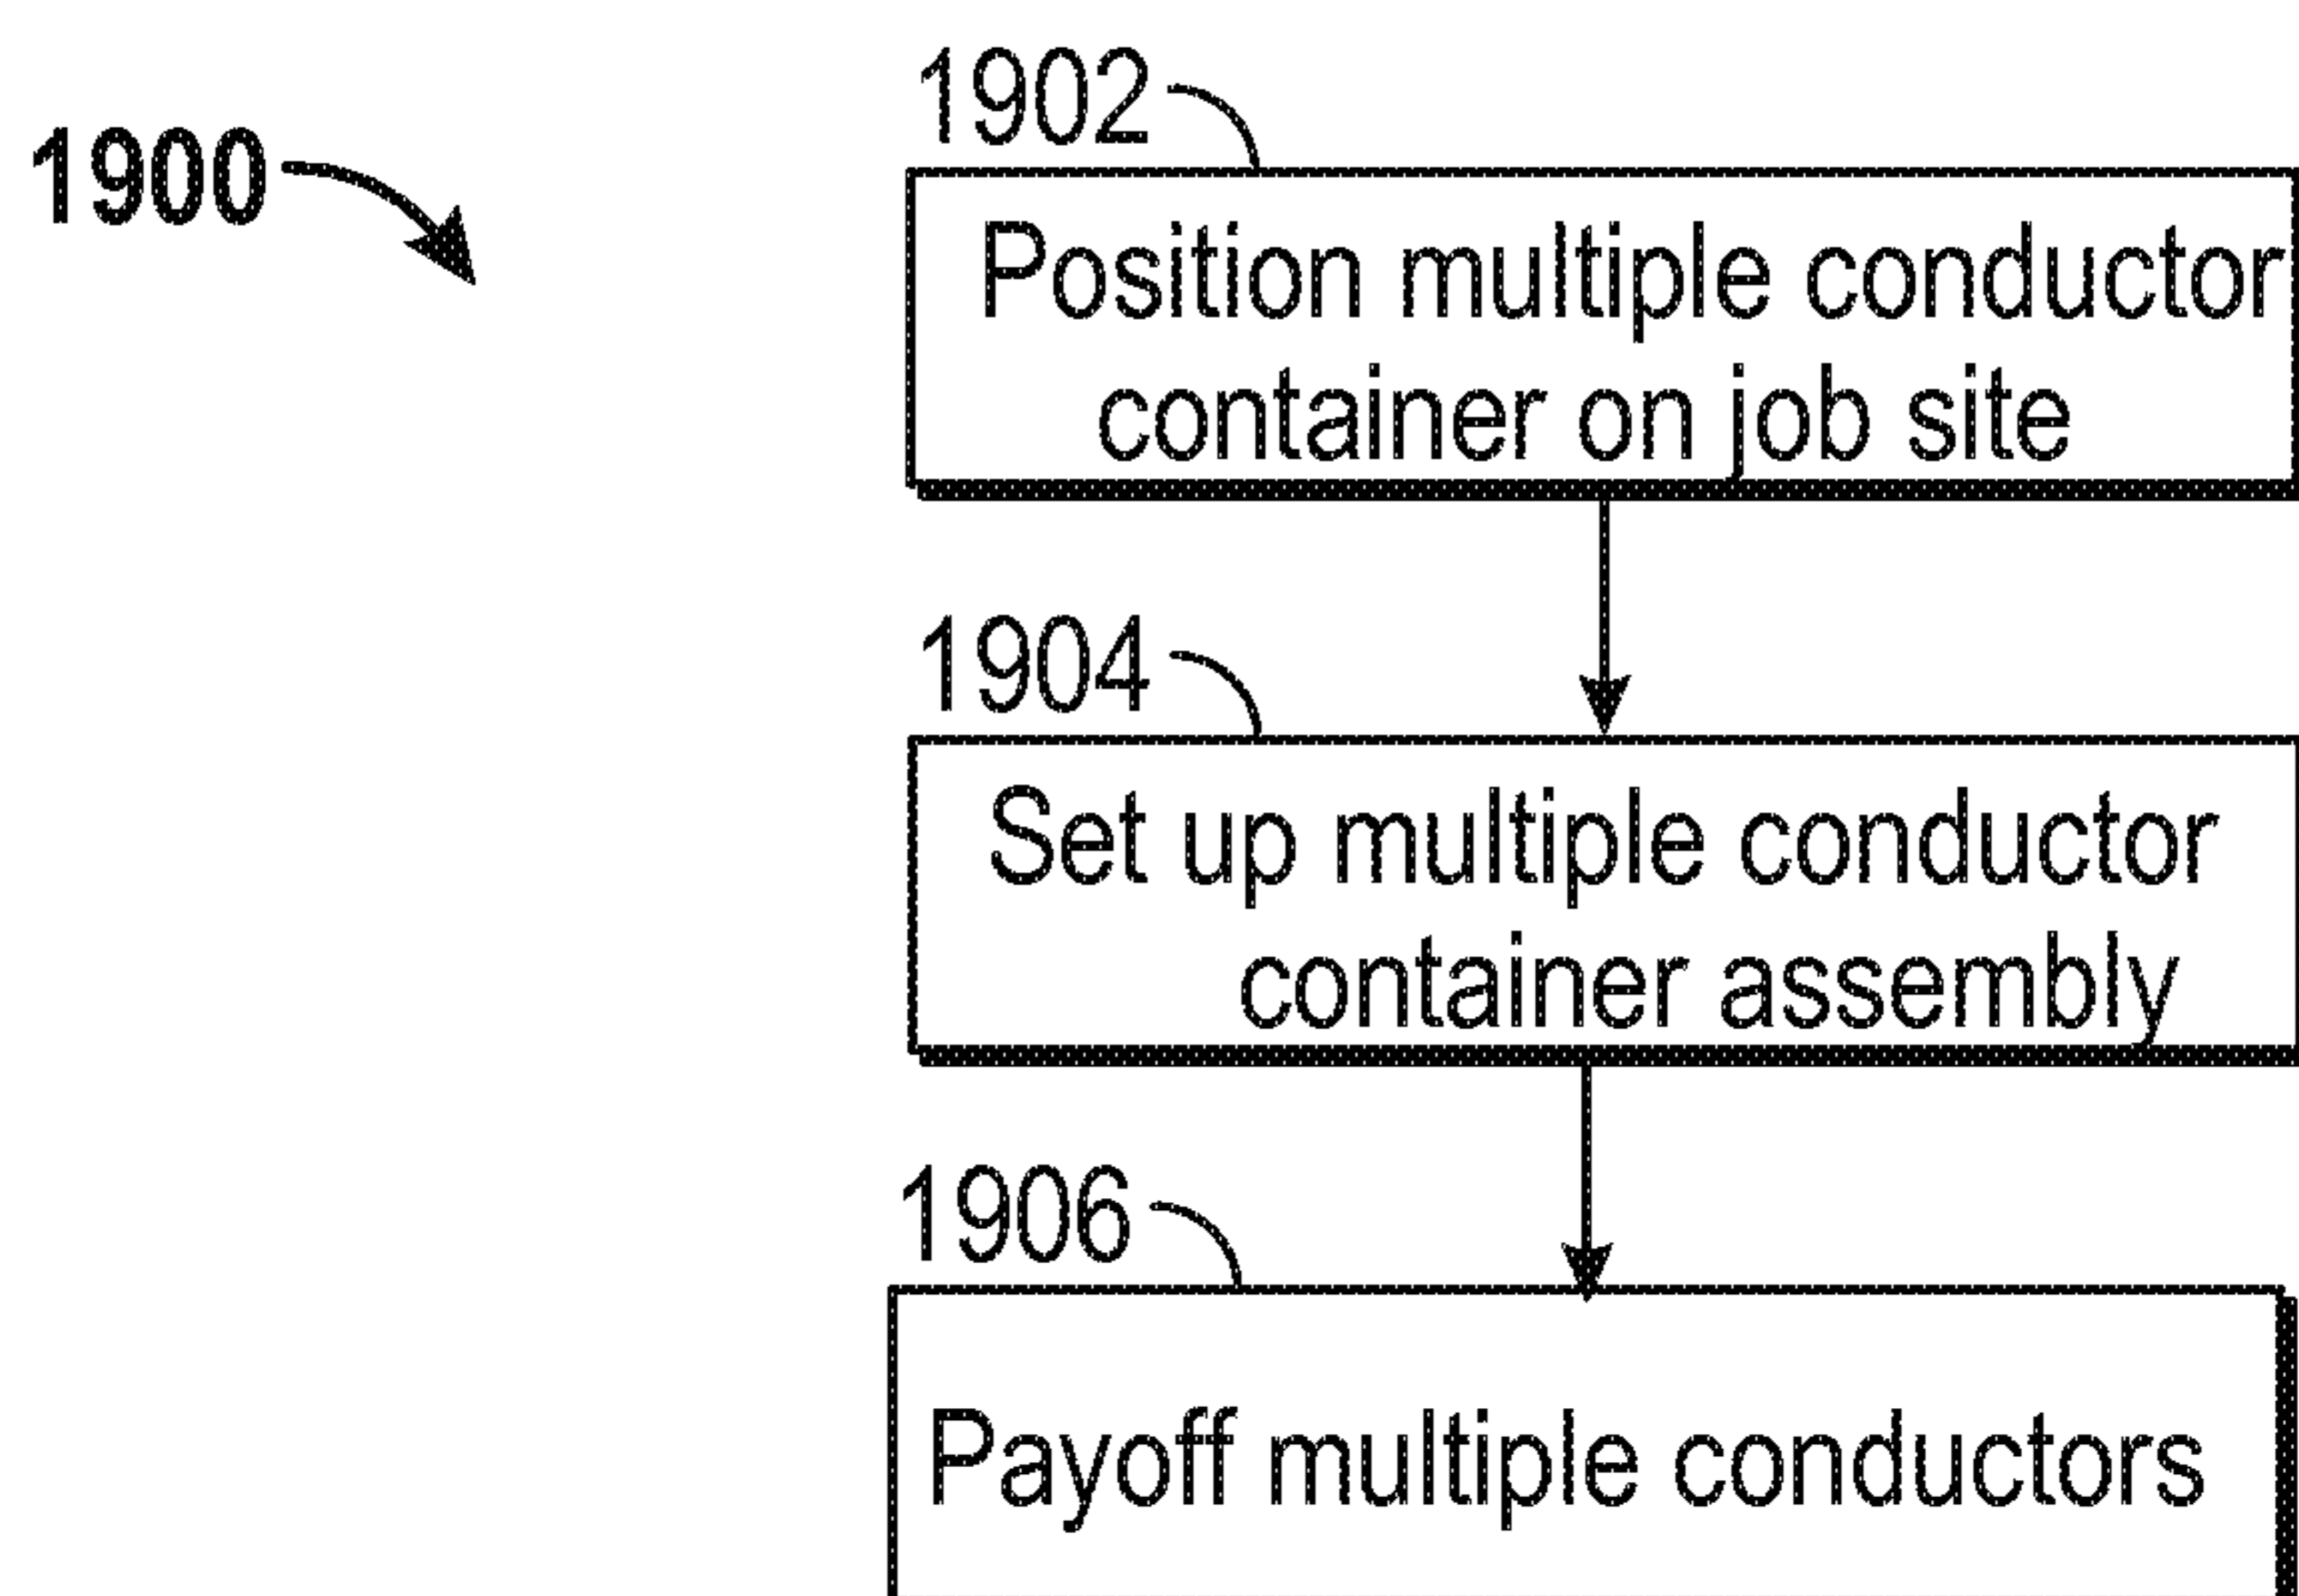 1900
1902
Position multiple conductor
container on job site
1904
Set up multiple conductor
container assembly
1906
Payoff multiple conductors